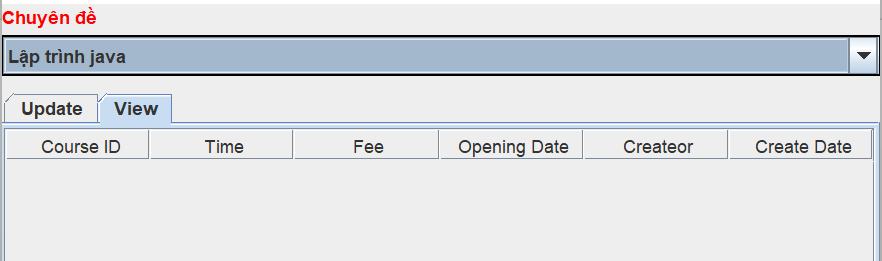 Chuyên đề
Lập trình java
Update View
Course ID Time Fee Opening Date Createor Create Date